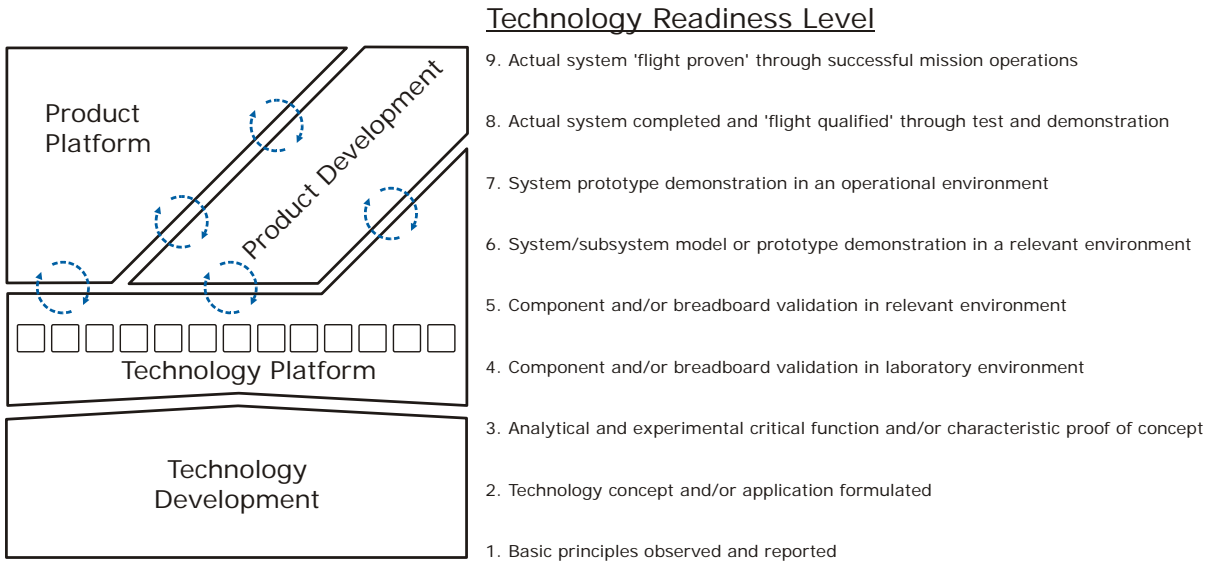 Technology Readiness Level
9. Actual system 'flight proven' through successful mission operations
8. Actual system completed and 'flight qualified' through test and demonstration
7. System prototype demonstration in an operational environment
6. System/subsystem model or prototype demonstration in a relevant environment
5. Component and/or breadboard validation in relevant environment
4. Component and/or breadboard validation in laboratory environment
3. Analytical and experimental critical function and/or characteristic proof of concept
2. Technology concept and/or application formulated
1. Basic principles observed and reported
Product
Platform
Product Development
Technology Platform
Technology
Development